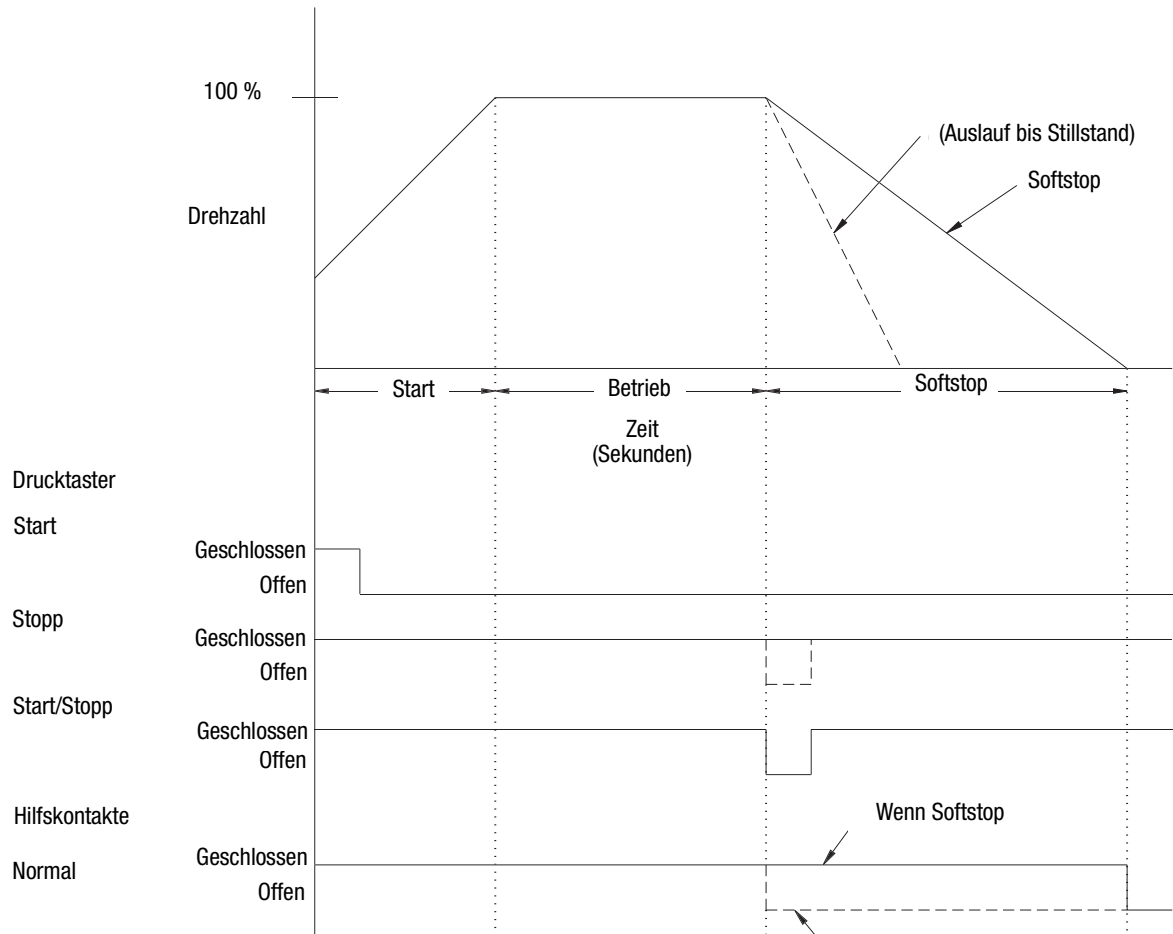 100 %
(Auslauf bis Stillstand)
Softstop
Drehzahl
Start
Betrieb
Softstop
Zeit
(Sekunden)
Drucktaster
Start
Geschlossen
Offen
Stopp
Geschlossen
Offen
Start/Stopp
Geschlossen
Offen
Hilfskontakte
Wenn Softstop
Normal
Geschlossen
Offen